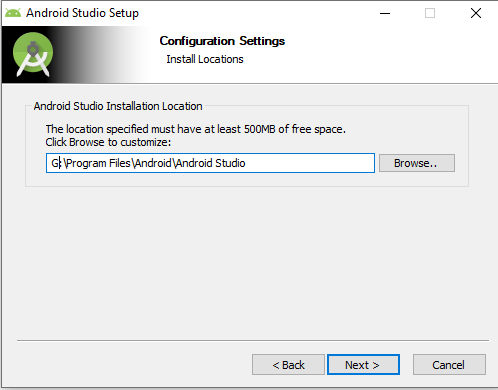 Android Studio Setup
Configuration Settings
Install Locations
Android Studio Installation Location
The location specified must have at least 500MB of free space.
Click Browse to customize:
G:\Program Files\Android\Android Studio
Browse..
< Back
Next >
Cancel